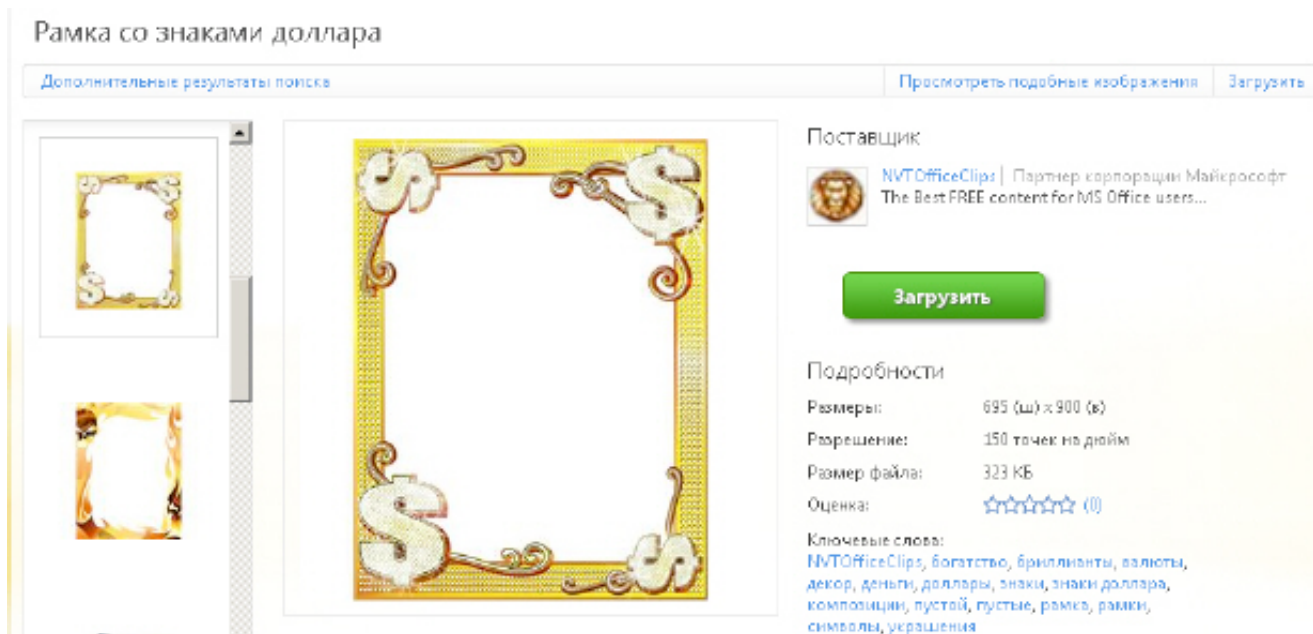 Рамка со знаками доллара
Дополнительные результаты поиска
Просмотреть подобные изображения
Загрузить
Поставщик
NVTOfficeClips | Партнер корпорации Майкрософт
The Best FREE content for MS Office users...
Загрузить
Подробности
Размеры: 695 (ш) x 900 (в)
Разрешение: 150 точек на дюйм
Размер файла: 323 КБ
Оценка: (0)
Ключевые слова:
NVTOfficeClips, богатство, бриллианты, валюты,
декор, деньги, доллары, знаки, знаки доллара,
композиции, пустой, пустые, рамка, рамки,
символы, украшения